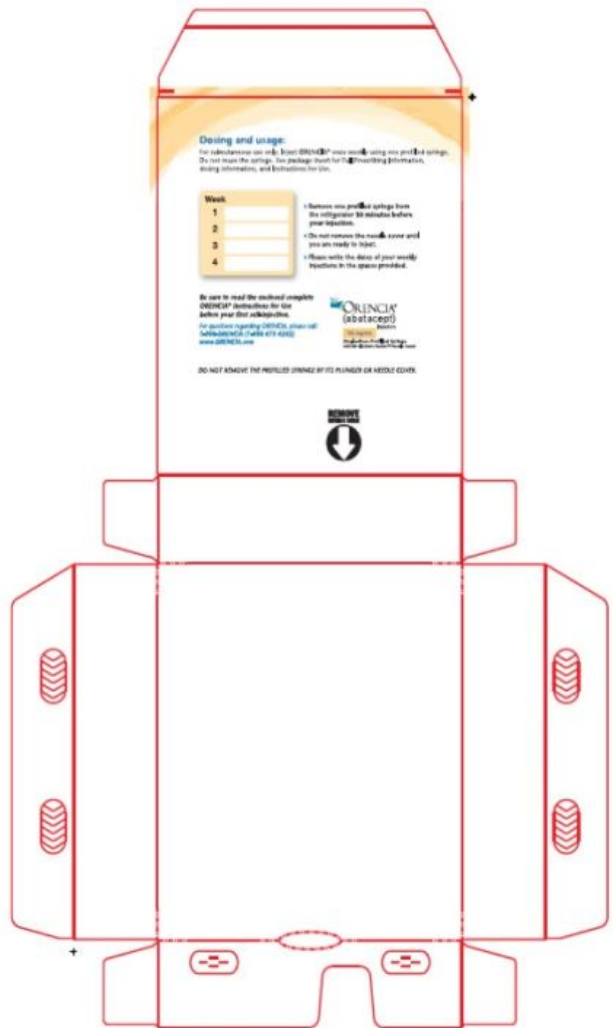 Dosing and usage:
For subcutaneous use only. Inject ORENCIA® once weekly using one prefilled syringe.
Do not reuse the syringe. See package insert for Full Prescribing Information,
dosing information, and Instructions for Use.
Week
1
2
3
4
• Remove one prefilled syringe from
the refrigerator 30 minutes before
your injection.
• Do not remove the needle cover until
you are ready to inject.
• Please write the dates of your weekly
injections in the spaces provided.
Be sure to read the enclosed complete
ORENCIA® Instructions for Use
before your first self-injection.
For questions regarding ORENCIA, please call
1-800-ORENCIA
www.ORENCIA.com
ORENCIA®
(abatacept)
DO NOT REMOVE THE PREFILLED SYRINGE BY ITS PLUNGER OR NEEDLE COVER.
REMOVE